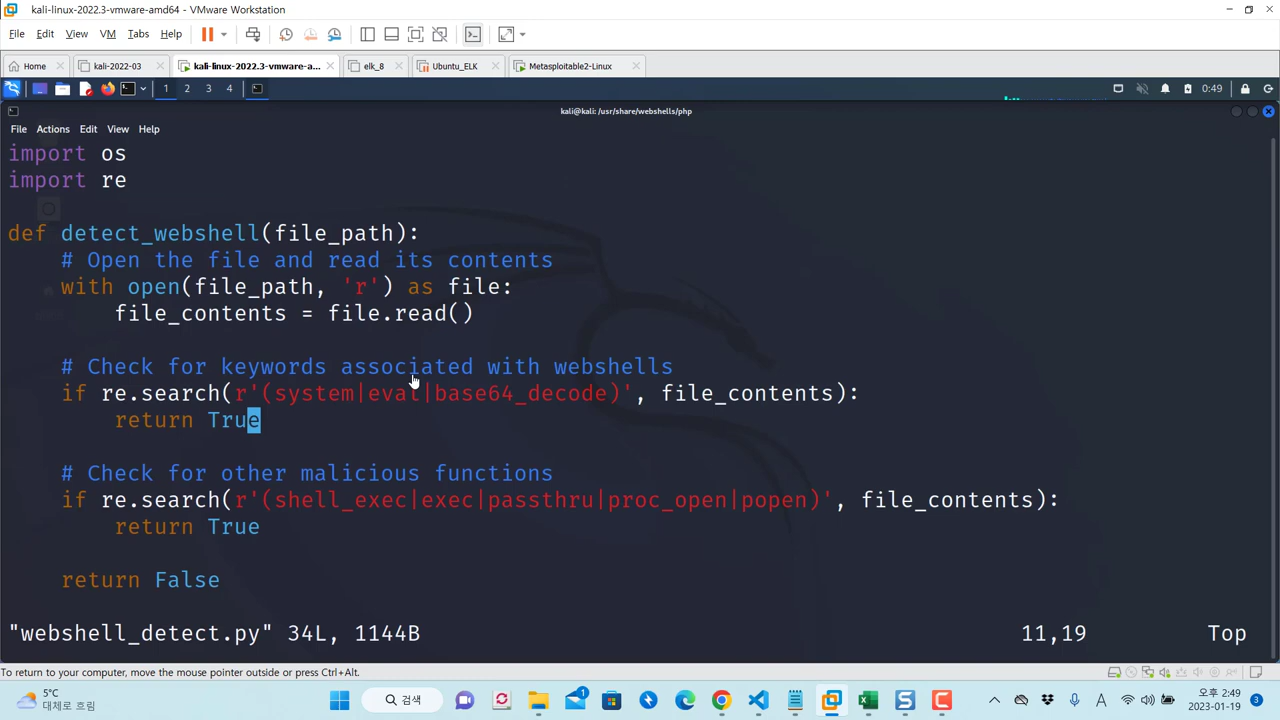 kali-linux-2022.3-vmware-amd64 - VMware Workstation
File Edit View VM Tabs Help
Home kali-2022-03 kali-linux-2022.3-vmware-a... elk_8 Ubuntu_ELK Metasploitable2-Linux
1 2 3 4 0:49
kali@kali: /usr/share/webshells/php
File Actions Edit View Help
import os
import re
def detect_webshell(file_path):
# Open the file and read its contents
with open(file_path, 'r') as file:
file_contents = file.read()
# Check for keywords associated with webshells
if re.search(r'(system|eval|base64_decode)', file_contents):
return True
# Check for other malicious functions
if re.search(r'(shell_exec|exec|passthru|proc_open|popen)', file_contents):
return True
return False
"webshell_detect.py" 34L, 1144B 11,19 Top
To return to your computer, move the mouse pointer outside or press Ctrl+Alt.
5°C
대체로 흐림
검색
1
A
오후 2:49
2023-01-19
3